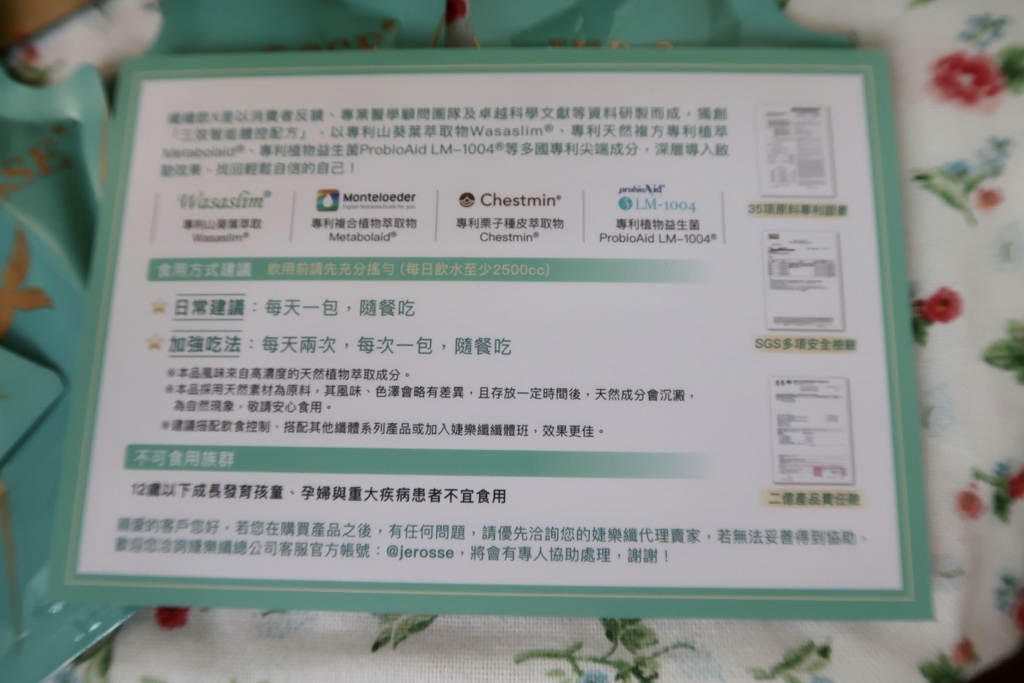 纖纖飲X是以消費者反饋、專業醫學顧問團隊及卓越科學文獻等資料研製而成，獨創
「三效智能體控配方」，以專利山葵葉萃取物Wasaslim®、專利天然複方專利植萃
Metabolaid®、專利植物益生菌ProbioAid LM-1004®等多國專利尖端成分，深層導入啟
動效果、找回輕鬆自信的自己！
Wasaslim®
專利山葵葉萃取
Wasaslim®
Monteloeder
Digital Nutraceuticals for you
專利複合植物萃取物
Metabolaid®
Chestmin®
專利栗子種皮萃取物
Chestmin®
probioAid®
LM-1004
專利植物益生菌
ProbioAid LM-1004®
食用方式建議 飲用前請先充分搖勻 (每日飲水至少2500cc)
日常建議：每天一包，隨餐吃
加強吃法：每天兩次，每次一包，隨餐吃
※本品風味來自高濃度的天然植物萃取成分。
※本品採用天然素材為原料，其風味、色澤會略有差異，且存放一定時間後，天然成分會沉澱，
為自然現象，敬請安心食用。
※建議搭配飲食控制、搭配其他纖體系列產品或加入婕樂纖纖體班，效果更佳。
不可食用族群
12歲以下成長發育孩童、孕婦與重大疾病患者不宜食用
親愛的客戶您好，若您在購買產品之後，有任何問題，請優先洽詢您的婕樂纖代理賣家，若無法妥善得到協助，
歡迎您洽詢婕樂纖總公司客服官方帳號：@jerosse，將會有專人協助處理，謝謝！
35項原料專利證書
SGS多項安全檢驗
二億產品責任險